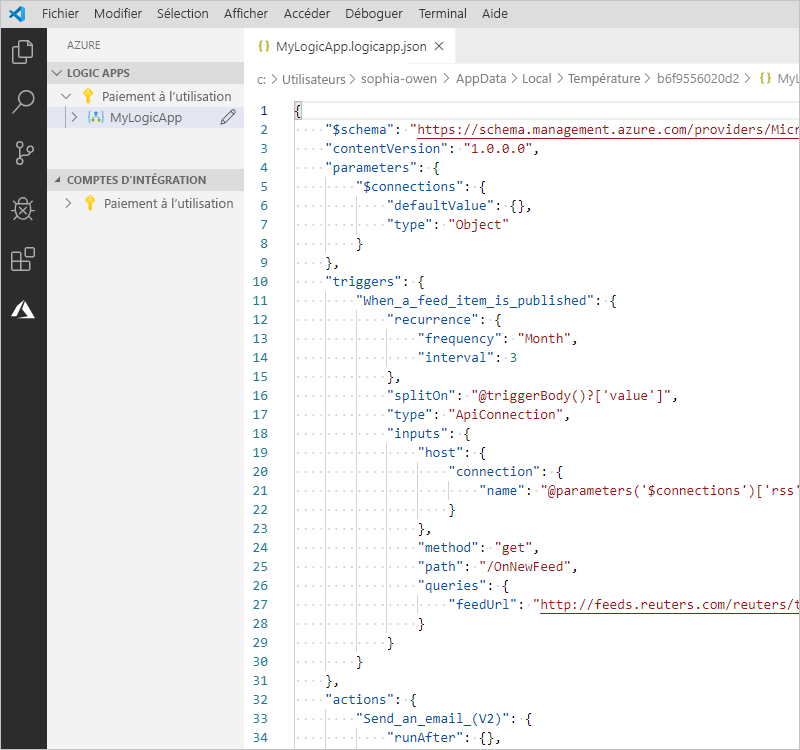 Fichier Modifier Sélection Afficher Accéder Déboguer Terminal Aide
AZURE
LOGIC APPS
Paiement à l'utilisation
MyLogicApp
COMPTES D'INTÉGRATION
Paiement à l'utilisation
{} MyLogicApp.logicapp.json ×
c: > Utilisateurs > sophia-owen > AppData > Local > Température > b6f9556020d2 > {} MyL
1 {
2 "$schema": "https://schema.management.azure.com/providers/Micr
3 "contentVersion": "1.0.0.0",
4 "parameters": {
5 "$connections": {
6 "defaultValue": {},
7 "type": "Object"
8 }
9 },
10 "triggers": {
11 "When_a_feed_item_is_published": {
12 "recurrence": {
13 "frequency": "Month",
14 "interval": 3
15 },
16 "splitOn": "@triggerBody()?['value']",
17 "type": "ApiConnection",
18 "inputs": {
19 "host": {
20 "connection": {
21 "name": "@parameters('$connections')['rss'
22 }
23 },
24 "method": "get",
25 "path": "/OnNewFeed",
26 "queries": {
27 "feedUrl": "http://feeds.reuters.com/reuters/t
28 }
29 }
30 }
31 },
32 "actions": {
33 "Send_an_email_(V2)": {
34 "runAfter": {},